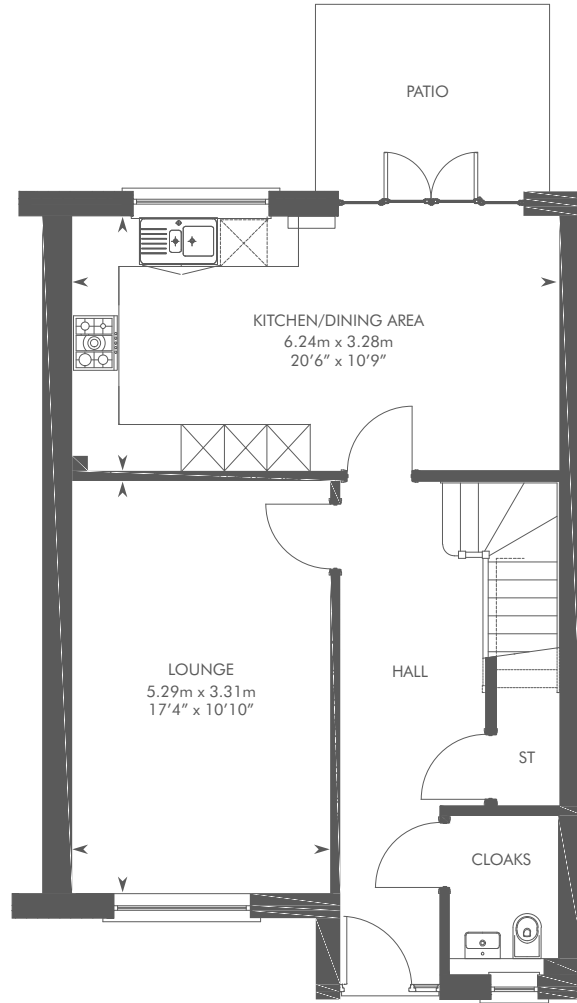 PATIO
KITCHEN/DINING AREA
6.24m x 3.28m
20’6” x 10’9”
LOUNGE
5.29m x 3.31m
17’4” x 10’10”
HALL
ST
CLOAKS